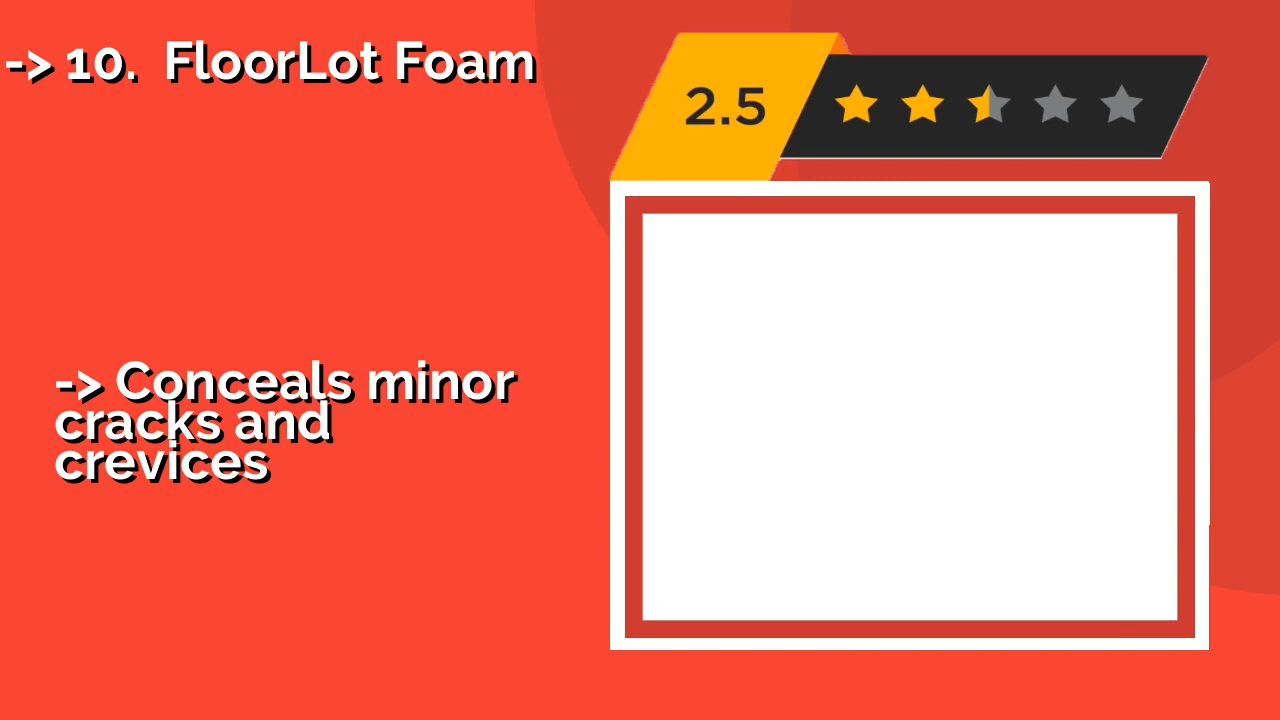 -> 10.  FloorLot Foam
2.5
-> Conceals minor
cracks and
crevices